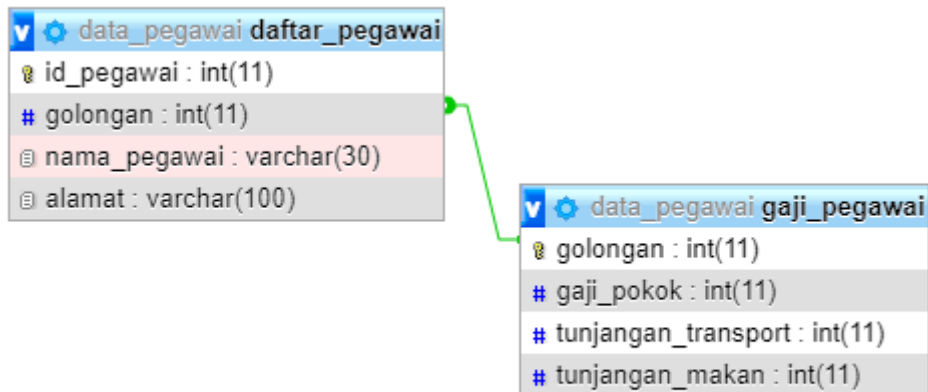 v data_pegawai daftar_pegawai
id_pegawai : int(11)
# golongan : int(11)
nama_pegawai : varchar(30)
alamat : varchar(100)
v data_pegawai gaji_pegawai
golongan : int(11)
# gaji_pokok : int(11)
# tunjangan_transport : int(11)
# tunjangan_makan : int(11)